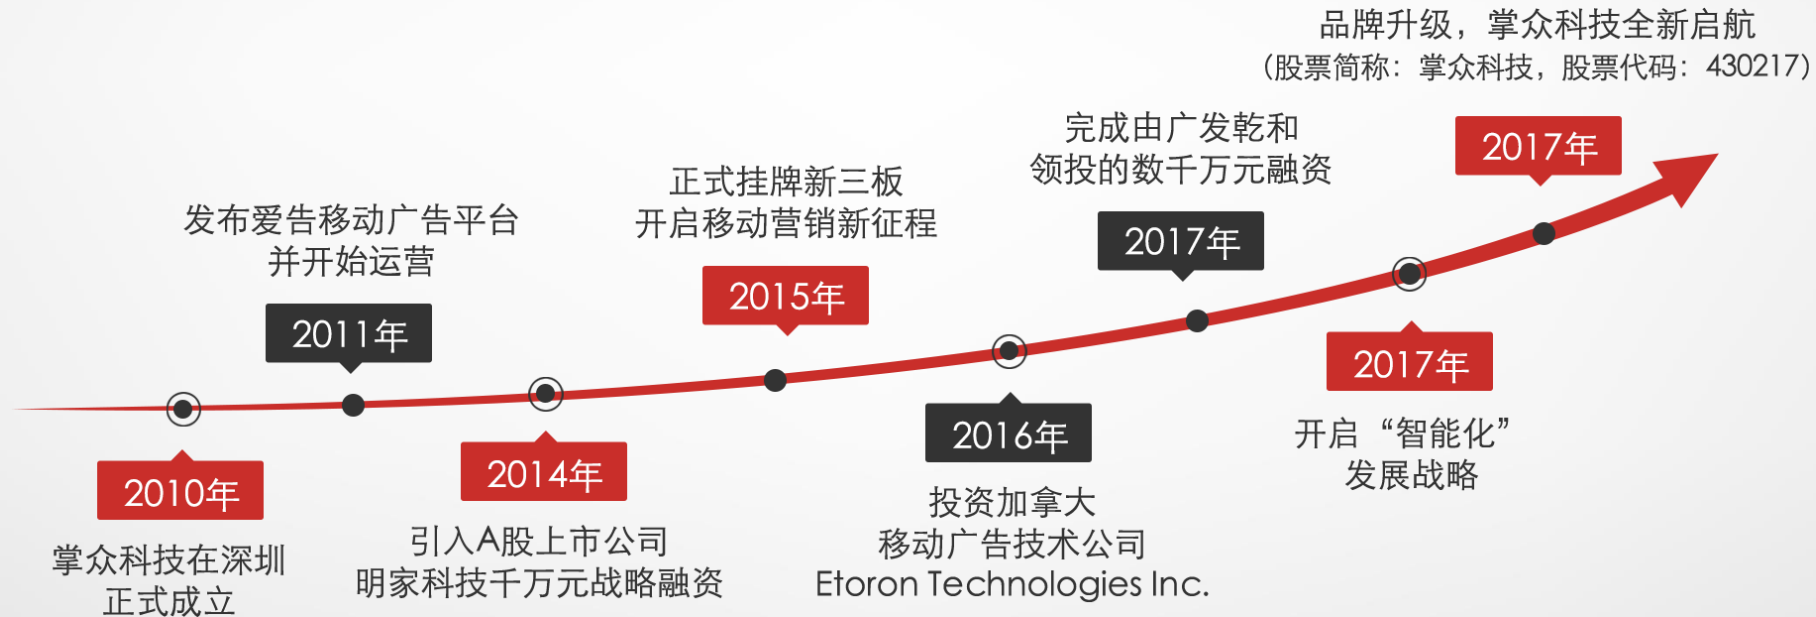 2010年
掌众科技在深圳
正式成立
发布爱告移动广告平台
并开始运营
2011年
2014年
引入A股上市公司
明家科技千万元战略融资
正式挂牌新三板
开启移动营销新征程
2015年
2016年
投资加拿大
移动广告技术公司
Etoron Technologies Inc.
完成由广发乾和
领投的数千万元融资
2017年
2017年
开启“智能化”
发展战略
品牌升级，掌众科技全新启航
（股票简称：掌众科技，股票代码：430217）
2017年